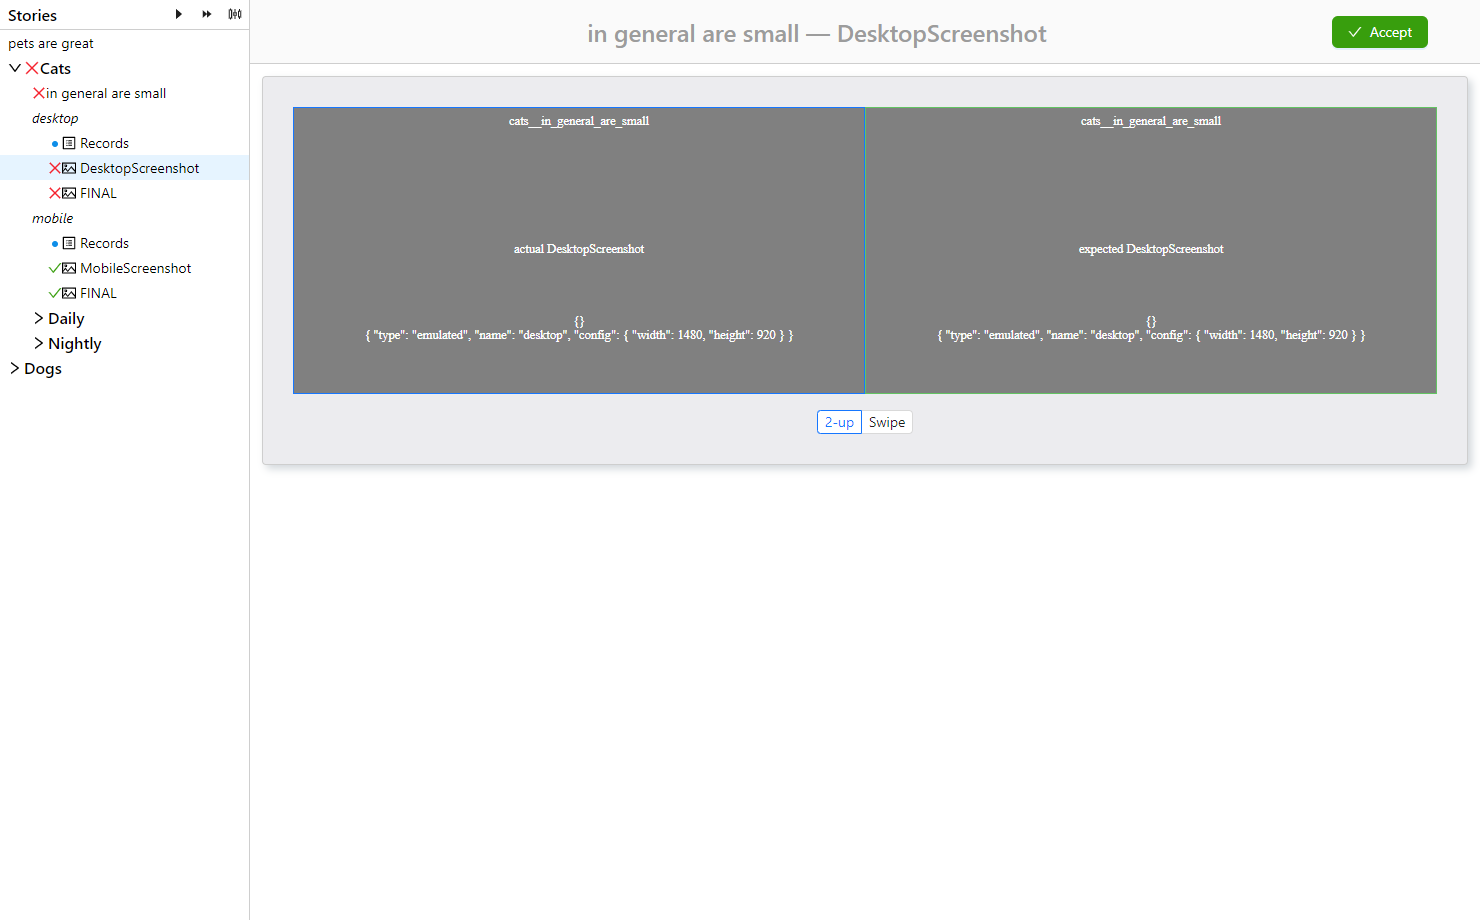 Stories
pets are great
Cats
in general are small
desktop
Records
DesktopScreenshot
FINAL
mobile
Records
MobileScreenshot
FINAL
Daily
Nightly
Dogs
in general are small — DesktopScreenshot
Accept
cats__in_general_are_small
actual DesktopScreenshot
{}
{ "type": "emulated", "name": "desktop", "config": { "width": 1480, "height": 920 } }
cats__in_general_are_small
expected DesktopScreenshot
{}
{ "type": "emulated", "name": "desktop", "config": { "width": 1480, "height": 920 } }
2-up
Swipe